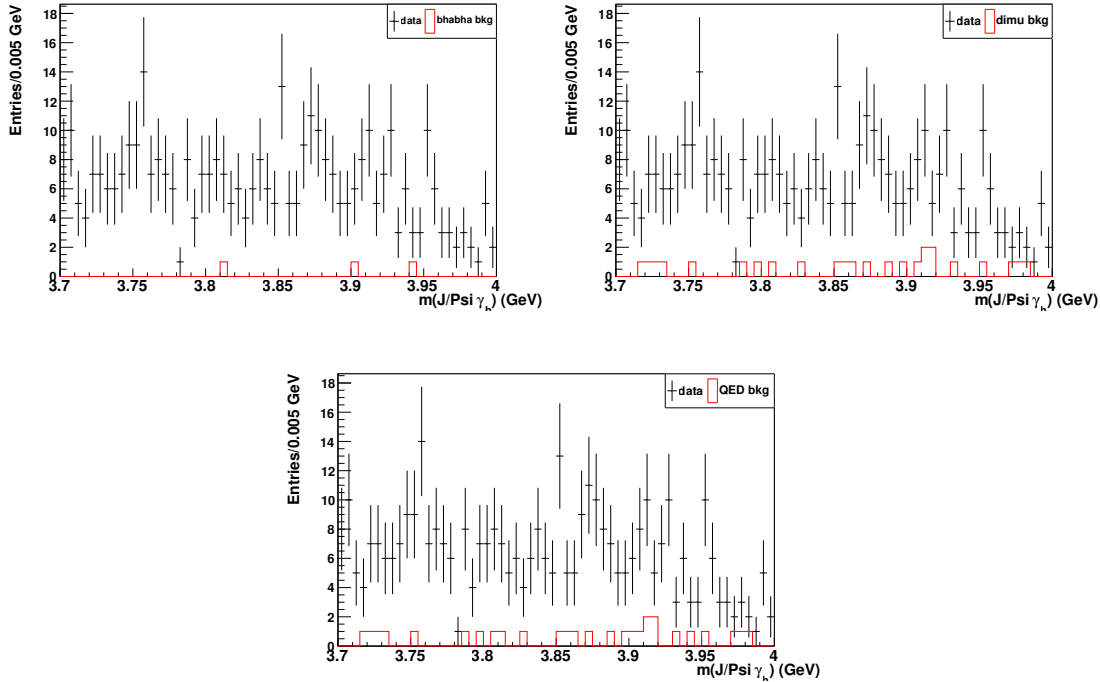 Entries/0.005 GeV
18
16
14
12
10
8
6
4
2
0
data bhabha bkg
3.7 3.75 3.8 3.85 3.9 3.95 4
m(J/Psi γh) (GeV)
Entries/0.005 GeV
18
16
14
12
10
8
6
4
2
0
data dimu bkg
3.7 3.75 3.8 3.85 3.9 3.95 4
m(J/Psi γh) (GeV)
Entries/0.005 GeV
18
16
14
12
10
8
6
4
2
0
data QED bkg
3.7 3.75 3.8 3.85 3.9 3.95 4
m(J/Psi γh) (GeV)